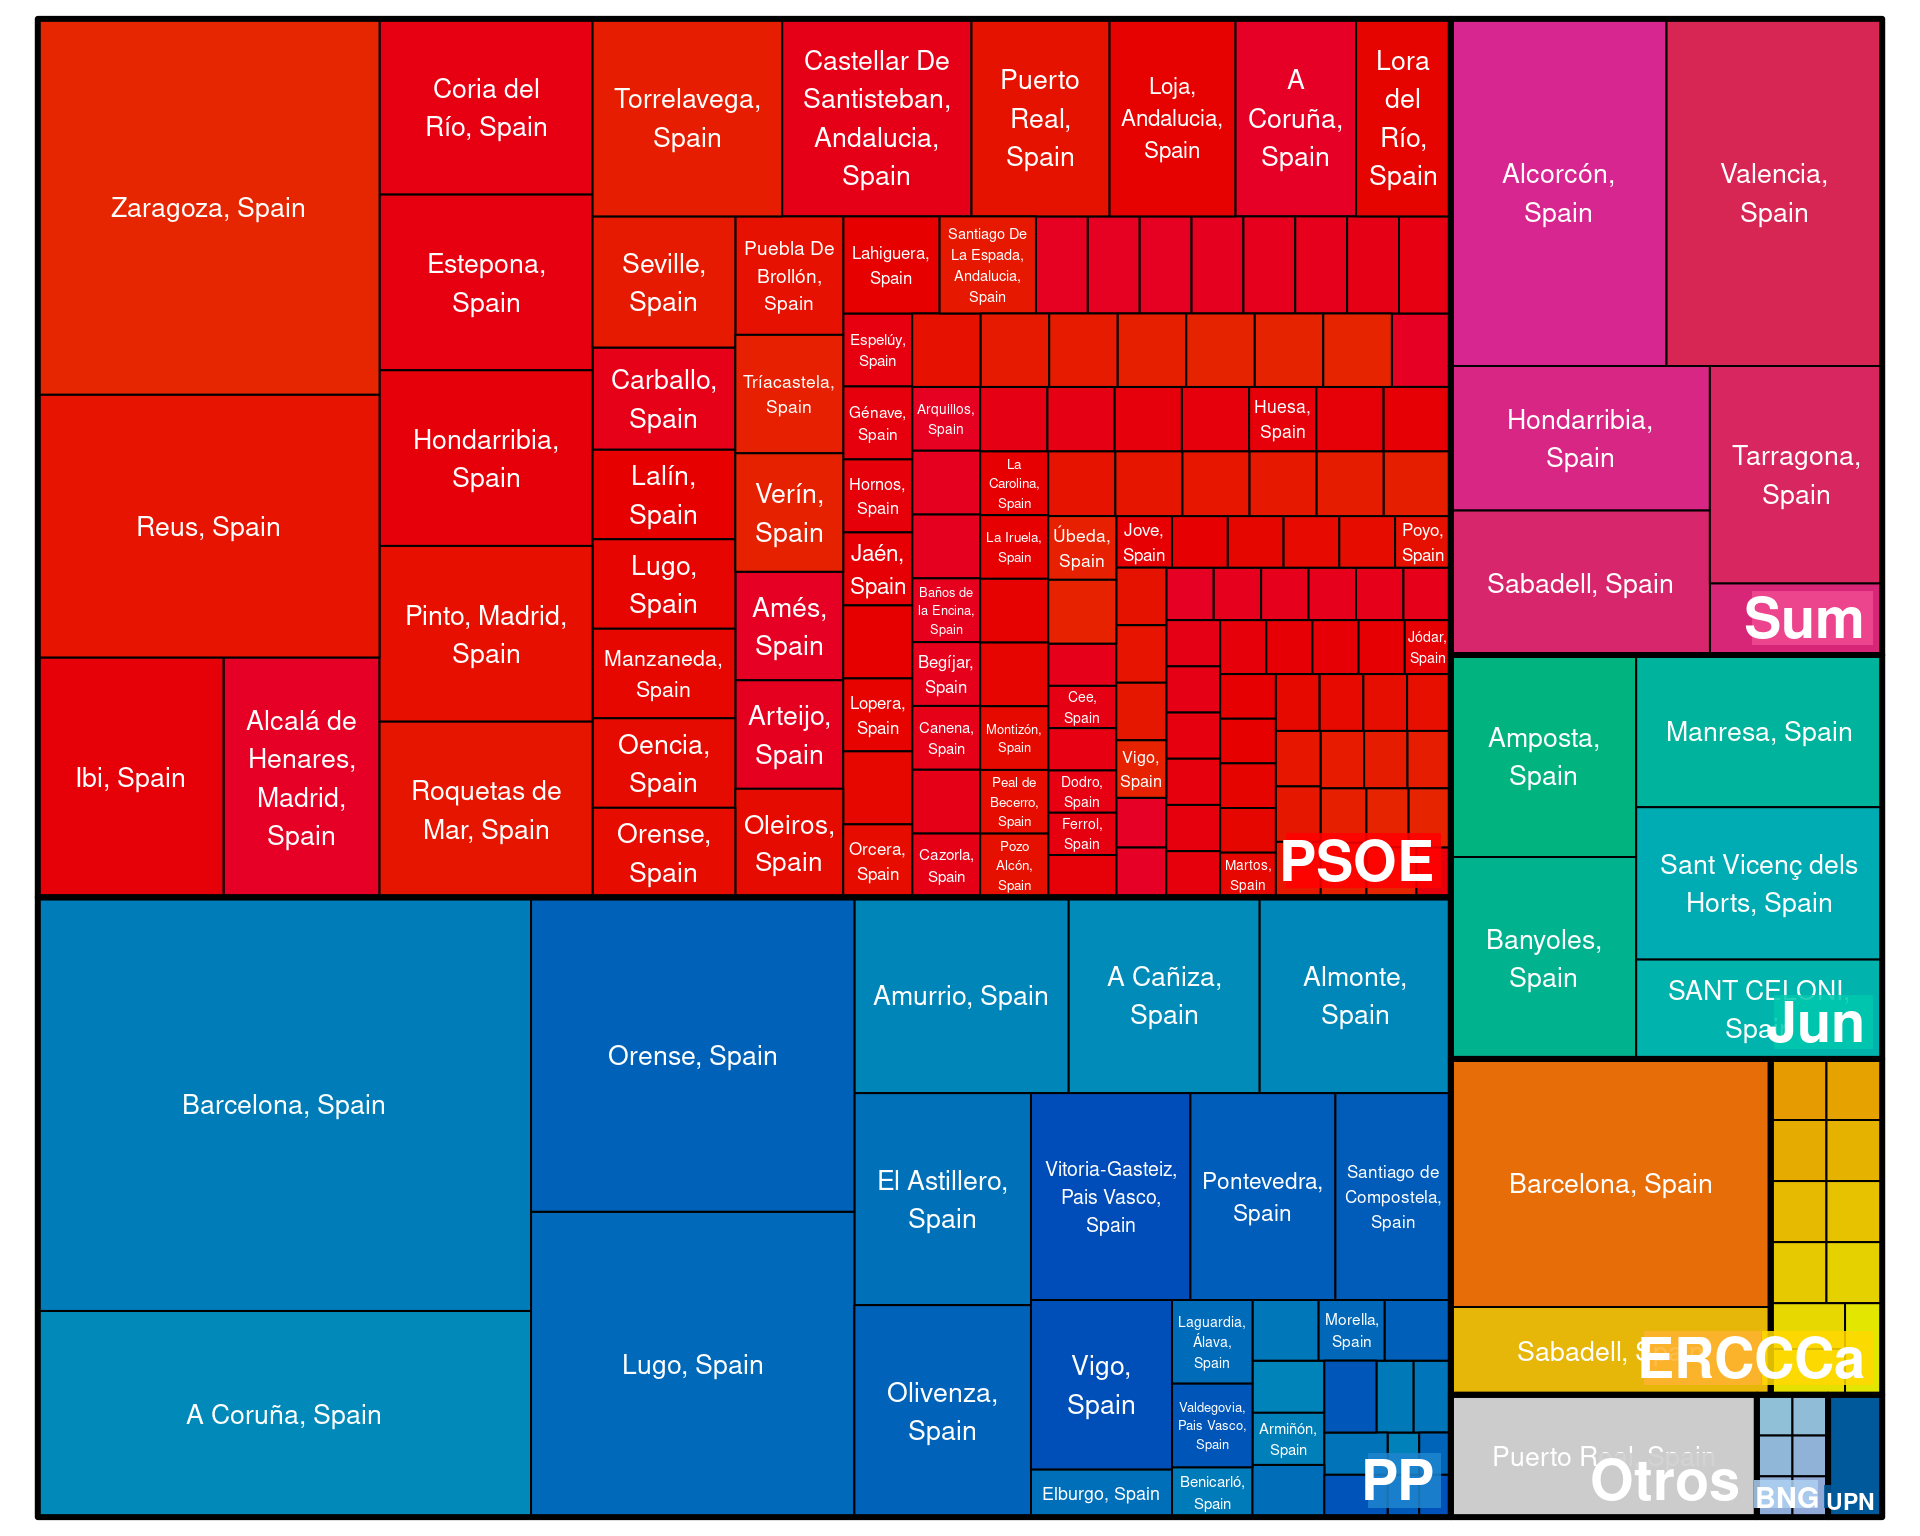 Zaragoza, Spain
Reus, Spain
Ibi, Spain
Alcalá de
Henares,
Madrid,
Spain
Coria del
Río, Spain
Estepona,
Spain
Hondarribia,
Spain
Pinto, Madrid,
Spain
Roquetas de
Mar, Spain
Torrelavega,
Spain
Castellar De
Santisteban,
Andalucia,
Spain
Puerto
Real,
Spain
Loja,
Andalucia,
Spain
A
Coruña,
Spain
Lora
del
Río,
Spain
Seville,
Spain
Carballo,
Spain
Lalín,
Spain
Lugo,
Spain
Manzaneda,
Spain
Oencia,
Spain
Orense,
Spain
Puebla De
Brollón,
Spain
Tríacastela,
Spain
Verín,
Spain
Amés,
Spain
Arteijo,
Spain
Oleiros,
Spain
Lahiguera,
Spain
Santiago De
La Espada,
Andalucia,
Spain
Espelúy,
Spain
Génave,
Spain
Hornos,
Spain
Jaén,
Spain
Lopera,
Spain
Orcera,
Spain
Arquillos,
Spain
Baños de
la Encina,
Spain
Begíjar,
Spain
Canena,
Spain
Cazorla,
Spain
La
Carolina,
Spain
La Iruela,
Spain
Montizón,
Spain
Peal de
Becerro,
Spain
Pozo
Alcón,
Spain
Huesa,
Spain
Úbeda,
Spain
Cee,
Spain
Dodro,
Spain
Ferrol,
Spain
Jove,
Spain
Poyo,
Spain
Vigo,
Spain
Jódar,
Spain
Martos,
Spain
PSOE
Barcelona, Spain
A Coruña, Spain
Orense, Spain
Lugo, Spain
Amurrio, Spain
A Cañiza,
Spain
Almonte,
Spain
El Astillero,
Spain
Olivenza,
Spain
Vitoria-Gasteiz,
Pais Vasco,
Spain
Pontevedra,
Spain
Santiago de
Compostela,
Spain
Vigo,
Spain
Elburgo, Spain
Laguardia,
Álava,
Spain
Valdegovia,
Pais Vasco,
Spain
Benicarló,
Spain
Morella,
Spain
Armiñón,
Spain
PP
Alcorcón,
Spain
Valencia,
Spain
Hondarribia,
Spain
Sabadell, Spain
Tarragona,
Spain
Sum
Amposta,
Spain
Banyoles,
Spain
Manresa, Spain
Sant Vicenç dels
Horts, Spain
SANT CELONI,
Spain
Jun
Barcelona, Spain
Sabadell, Spain
ERCCCa
Puerto Real, Spain
Otros
BNG
UPN